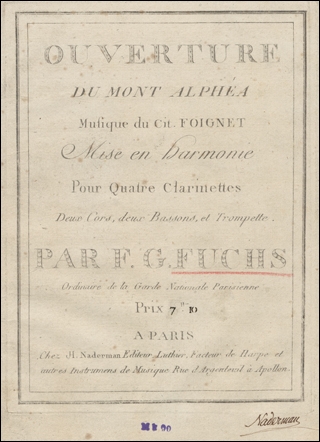 OUVERTURE
DU MONT ALPHÉA
Musique du Cit. FOIGNET
Mise en harmonie
Pour Quatre Clarinettes
Deux Cors, deux Bassons, et Trompette.
PAR F. G. FUCHS
Ordinaire de la Garde Nationale Parisienne
Prix 7 tt 10
A PARIS
Chez H. Naderman Editeur Luthier, Facteur de Harpe et
autres Instrumens de Musique, Rue d'Argenteuil à Apollon.
Naderman